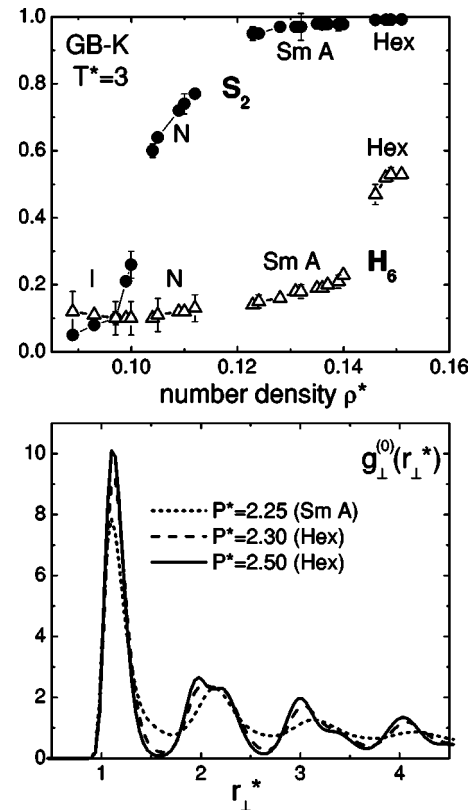 1.0
0.8
0.6
0.4
0.2
0.0
GB-K
T*=3
S₂
N
Sm A
Hex
Hex
I
N
Sm A
H₆
0.10
0.12
0.14
0.16
number density ρ*
10
8
6
4
2
0
g⊥⁽⁰⁾(r⊥*)
P*=2.25 (Sm A)
P*=2.30 (Hex)
P*=2.50 (Hex)
1
2
3
4
r⊥*